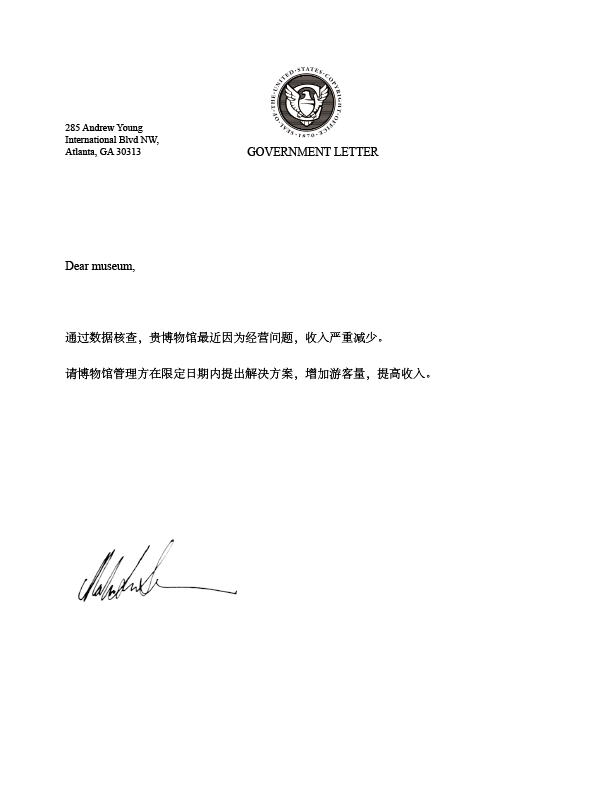 SEAL·OF·THE·UNITED·STATES·COPYRIGHT·OFFICE·1870
285 Andrew Young
International Blvd NW,
Atlanta, GA 30313
GOVERNMENT LETTER
Dear museum,
通过数据核查，贵博物馆最近因为经营问题，收入严重减少。
请博物馆管理方在限定日期内提出解决方案，增加游客量，提高收入。